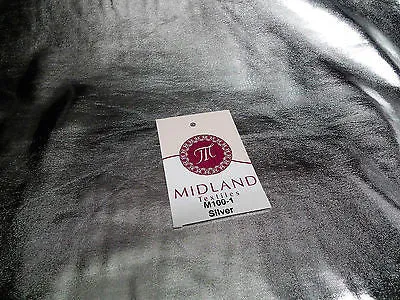 M
MIDLAND
Textiles
M100-1
Silver